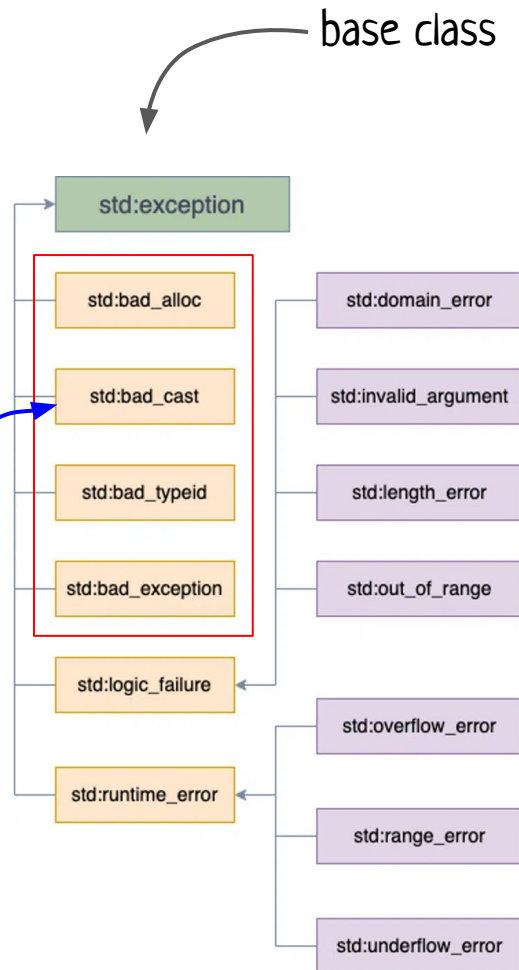 base class
std:exception
std:bad_alloc
std:domain_error
std:bad_cast
std:invalid_argument
std:bad_typeid
std:length_error
std:bad_exception
std:out_of_range
std:logic_failure
std:overflow_error
std:runtime_error
std:range_error
std:underflow_error